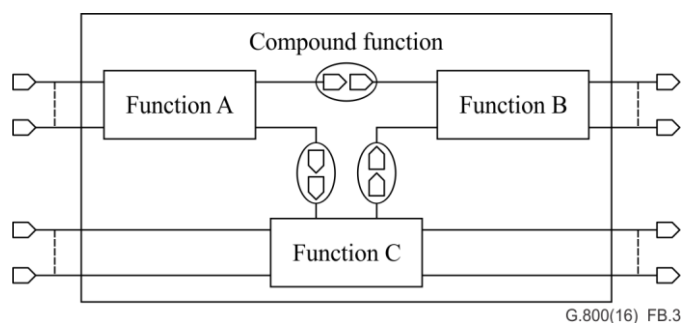 Compound function
Function A
Function B
Function C
G.800(16) FB.3